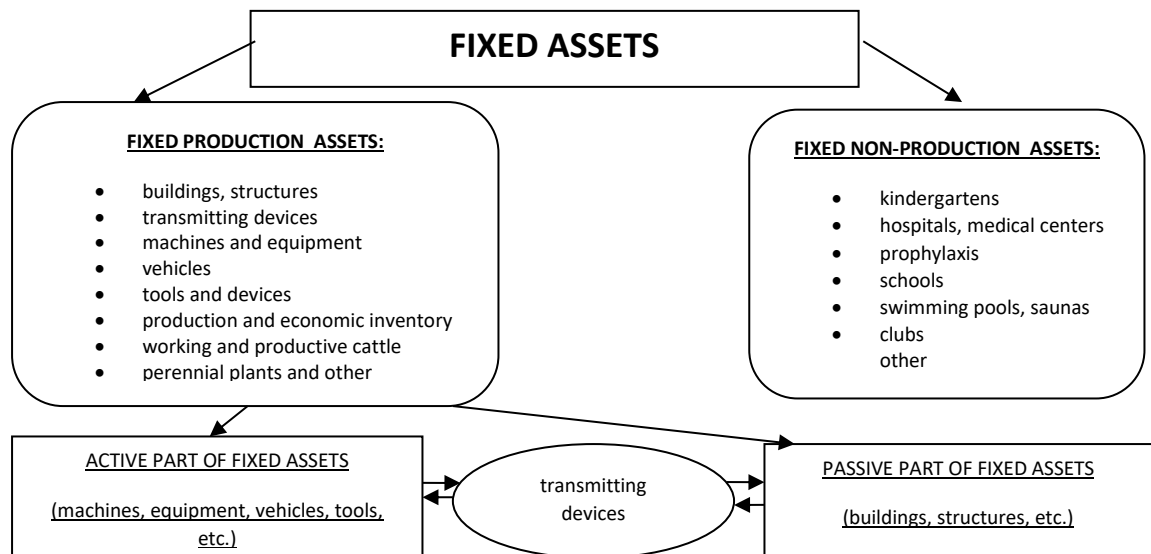 FIXED ASSETS
FIXED PRODUCTION ASSETS:
• buildings, structures
• transmitting devices
• machines and equipment
• vehicles
• tools and devices
• production and economic inventory
• working and productive cattle
• perennial plants and other
FIXED NON-PRODUCTION ASSETS:
• kindergartens
• hospitals, medical centers
• prophylaxis
• schools
• swimming pools, saunas
• clubs
other
ACTIVE PART OF FIXED ASSETS
(machines, equipment, vehicles, tools,
etc.)
transmitting
devices
PASSIVE PART OF FIXED ASSETS
(buildings, structures, etc.)